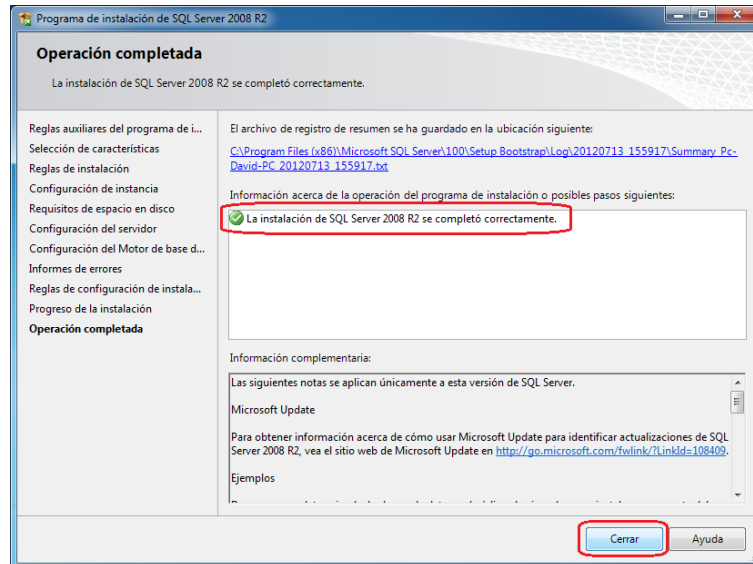 Programa de instalación de SQL Server 2008 R2
Operación completada
La instalación de SQL Server 2008 R2 se completó correctamente.
Reglas auxiliares del programa de i...
Selección de características
Reglas de instalación
Configuración de instancia
Requisitos de espacio en disco
Configuración del servidor
Configuración del Motor de base d...
Informes de errores
Reglas de configuración de instala...
Progreso de la instalación
Operación completada
El archivo de registro de resumen se ha guardado en la ubicación siguiente:
C:\Program Files (x86)\Microsoft SQL Server\100\Setup Bootstrap\Log\20120713_155917\Summary_Pc-
David-PC_20120713_155917.txt
Información acerca de la operación del programa de instalación o posibles pasos siguientes:
La instalación de SQL Server 2008 R2 se completó correctamente.
Información complementaria:
Las siguientes notas se aplican únicamente a esta versión de SQL Server.
Microsoft Update
Para obtener información acerca de cómo usar Microsoft Update para identificar actualizaciones de SQL
Server 2008 R2, vea el sitio web de Microsoft Update en http://go.microsoft.com/fwlink/?LinkId=108409.
Ejemplos
Cerrar
Ayuda